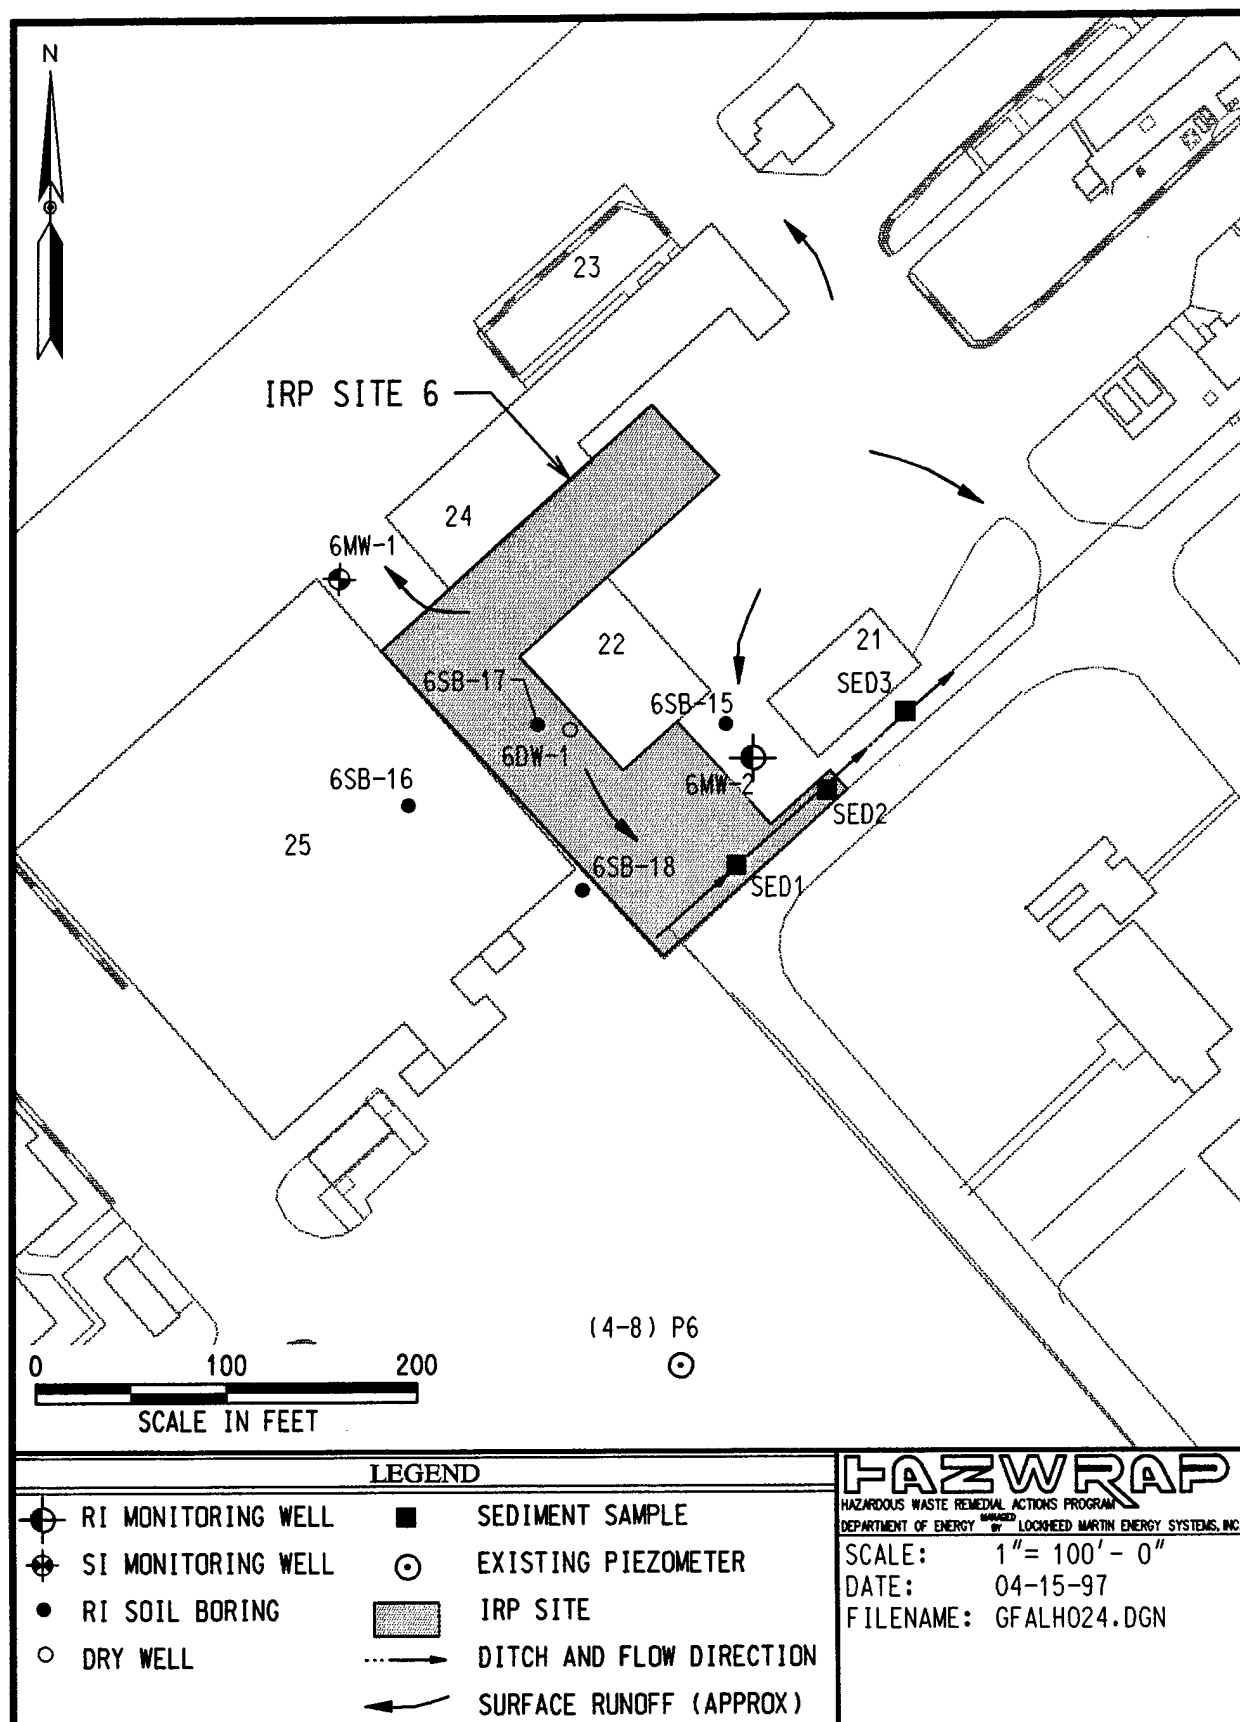 N
23
IRP SITE 6
24
6MW-1
22
21
6SB-17
6SB-15
SED3
6DW-1
6MW-2
6SB-16
SED2
25
6SB-18
SED1
(4-8) P6
0 100 200
SCALE IN FEET
LEGEND
RI MONITORING WELL
SI MONITORING WELL
RI SOIL BORING
DRY WELL
SEDIMENT SAMPLE
EXISTING PIEZOMETER
IRP SITE
DITCH AND FLOW DIRECTION
SURFACE RUNOFF (APPROX)
HAZWRAP
HAZARDOUS WASTE REMEDIAL ACTIONS PROGRAM
DEPARTMENT OF ENERGY MANAGED BY LOCKHEED MARTIN ENERGY SYSTEMS, INC
SCALE: 1"= 100'- 0"
DATE: 04-15-97
FILENAME: GFALH024.DGN